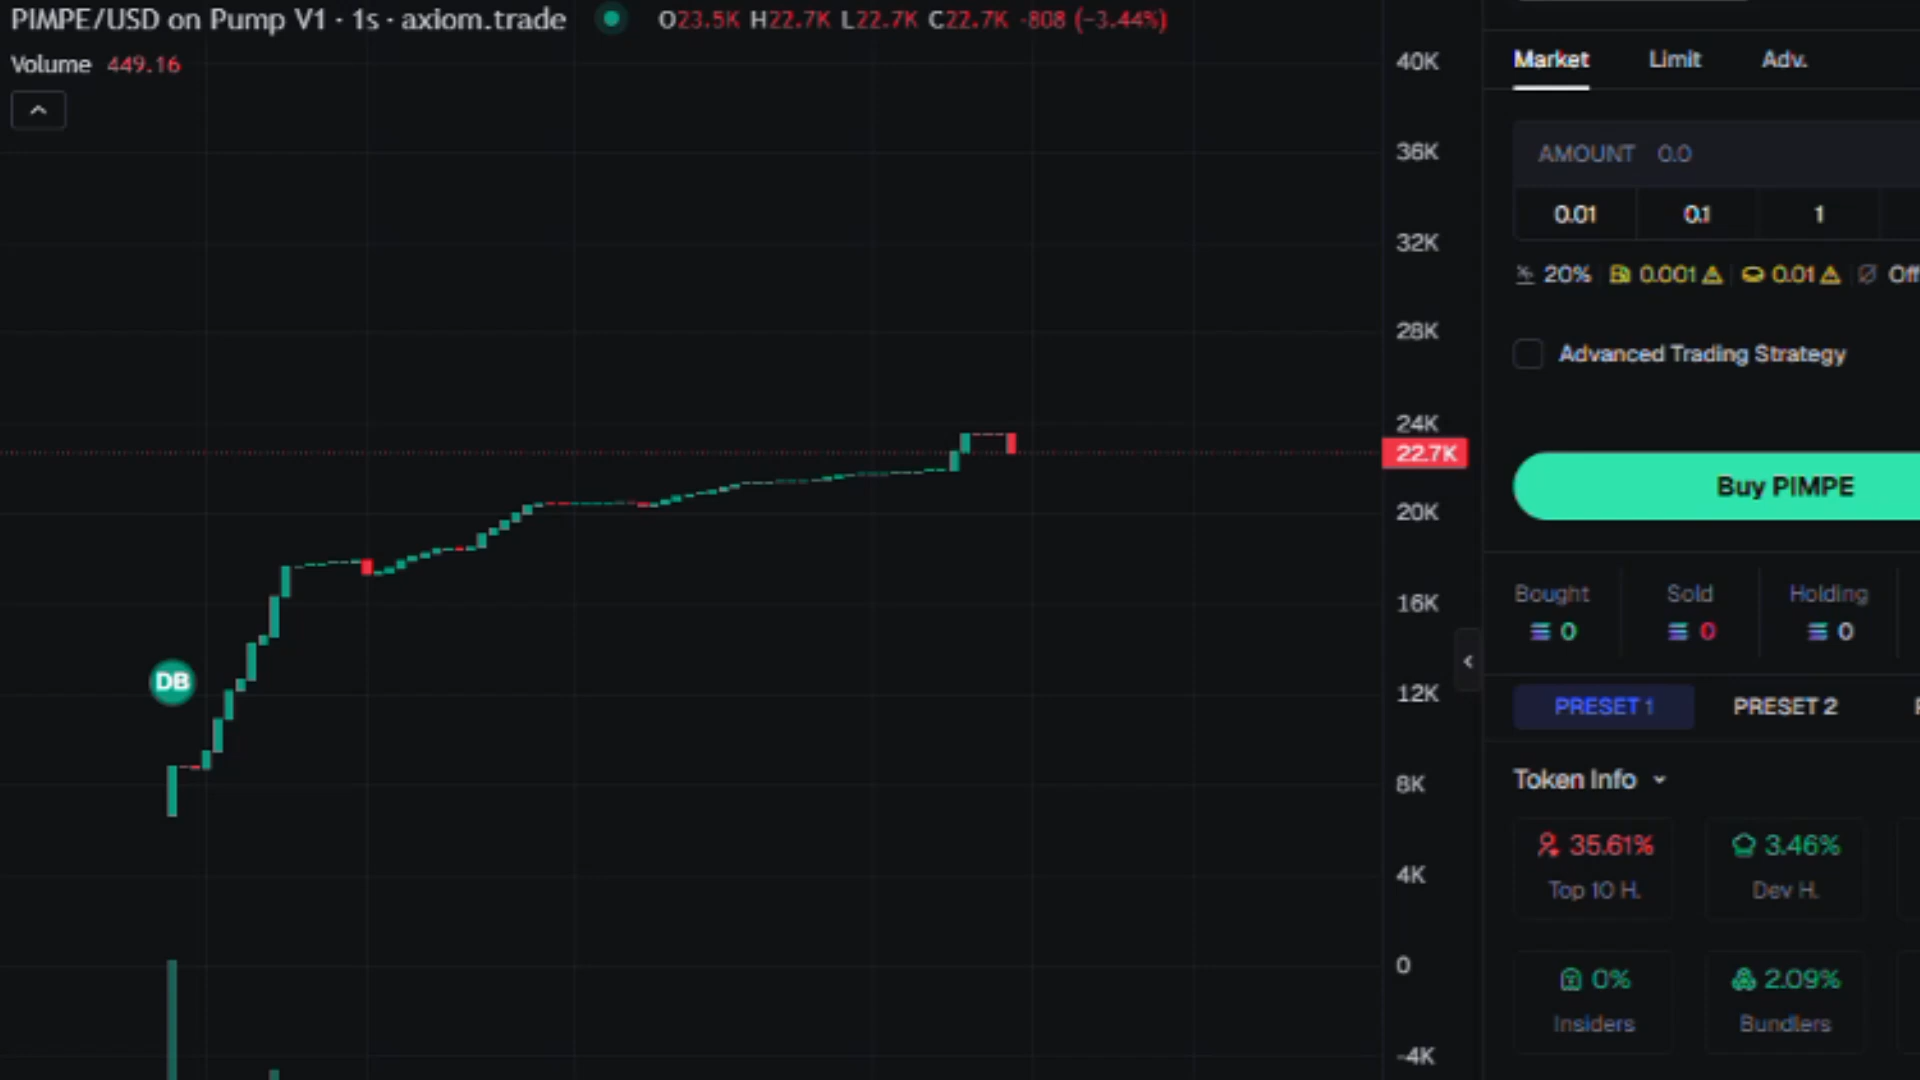 PIMPE/USD on Pump V1 · 1s · axiom.trade O23.5K H22.7K L22.7K C22.7K -808 (−3.44%)
Volume 449.16
40K
36K
32K
28K
24K
22.7K
20K
16K
12K
8K
4K
0
-4K
DB
Market Limit Adv.
AMOUNT 0.0
0.01 0.1 1
20% 0.001 0.01 Off
Advanced Trading Strategy
Buy PIMPE
Bought Sold Holding
0 0 0
PRESET 1 PRESET 2
Token Info
35.61% 3.46%
Top 10 H. Dev H.
0% 2.09%
Insiders Bundlers